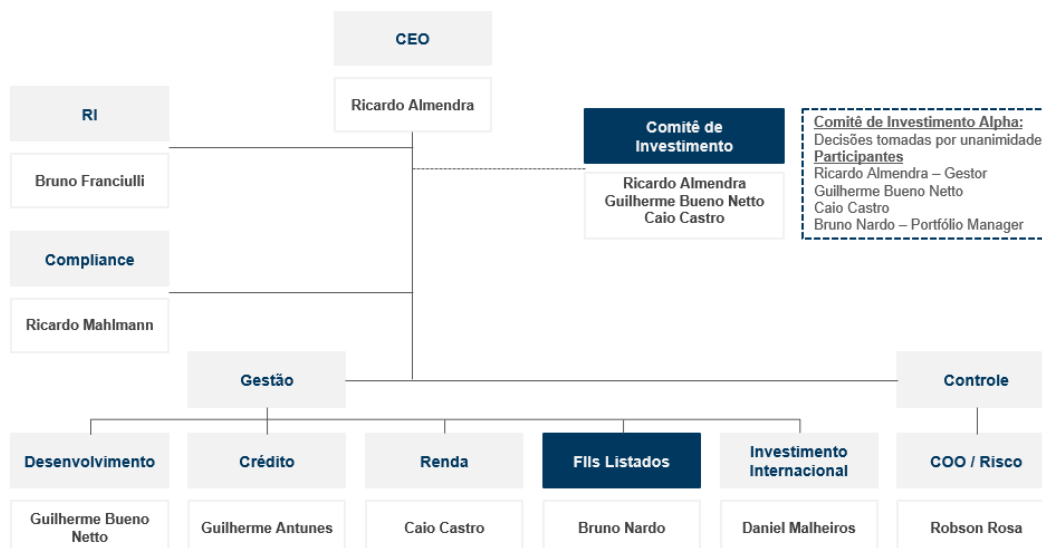 CEO
Ricardo Almendra
RI
Bruno Franciulli
Comitê de
Investimento
Ricardo Almendra
Guilherme Bueno Netto
Caio Castro
Comitê de Investimento Alpha:
Decisões tomadas por unanimidade
Participantes
Ricardo Almendra – Gestor
Guilherme Bueno Netto
Caio Castro
Bruno Nardo – Portfólio Manager
Compliance
Ricardo Mahlmann
Gestão
Controle
Desenvolvimento
Guilherme Bueno
Netto
Crédito
Guilherme Antunes
Renda
Caio Castro
FIIs Listados
Bruno Nardo
Investimento
Internacional
Daniel Malheiros
COO / Risco
Robson Rosa